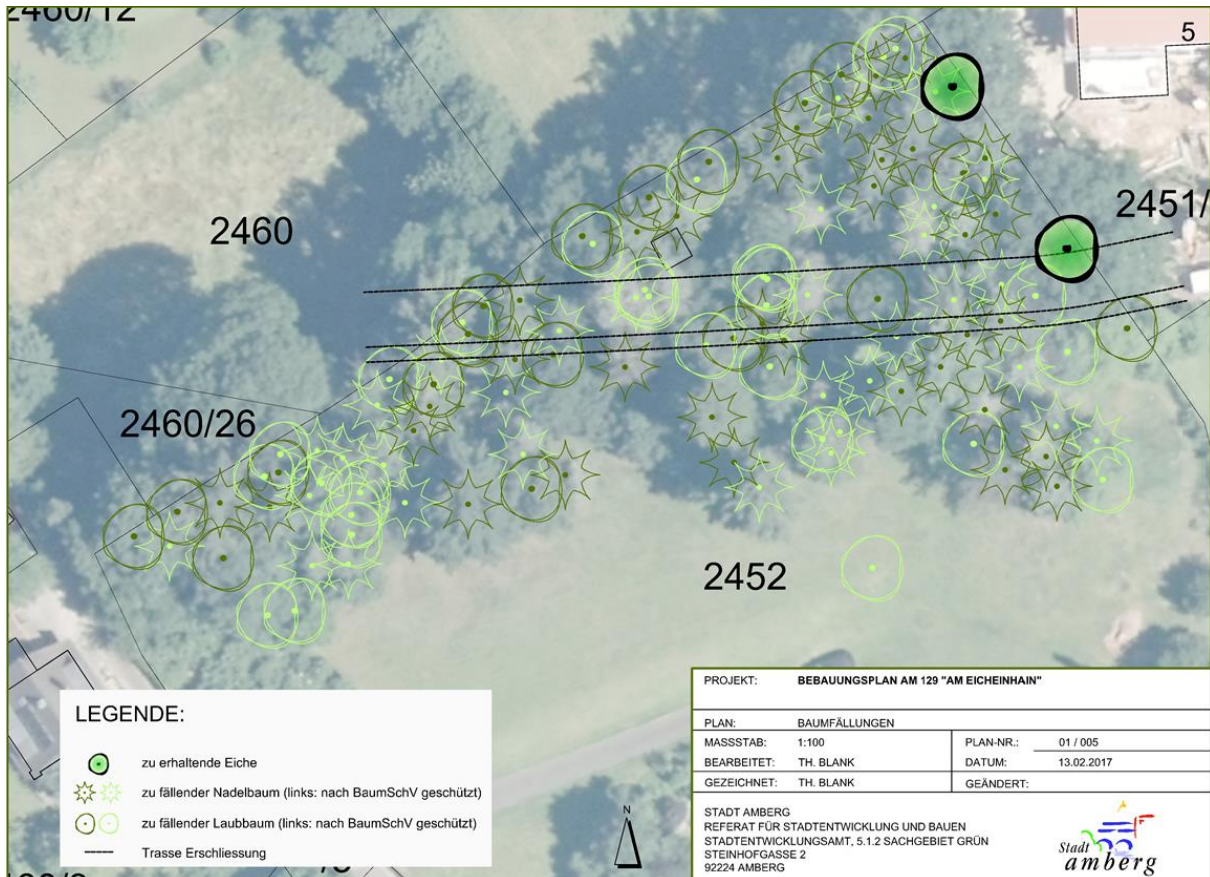 2460/12
5
2460
2451/
2460/26
2452
LEGENDE:
zu erhaltende Eiche
zu fällender Nadelbaum (links: nach BaumSchV geschützt)
zu fällender Laubbaum (links: nach BaumSchV geschützt)
Trasse Erschliessung
N
PROJEKT: BEBAUUNGSPLAN AM 129 "AM EICHEINHAIN"
PLAN: BAUMFÄLLUNGEN
MASSSTAB: 1:100 PLAN-NR.: 01 / 005
BEARBEITET: TH. BLANK DATUM: 13.02.2017
GEZEICHNET: TH. BLANK GEÄNDERT:
STADT AMBERG
REFERAT FÜR STADTENTWICKLUNG UND BAUEN
STADTENTWICKLUNGSAMT, 5.1.2 SACHGEBIET GRÜN
STEINHOFGASSE 2
92224 AMBERG
Stadt
amberg